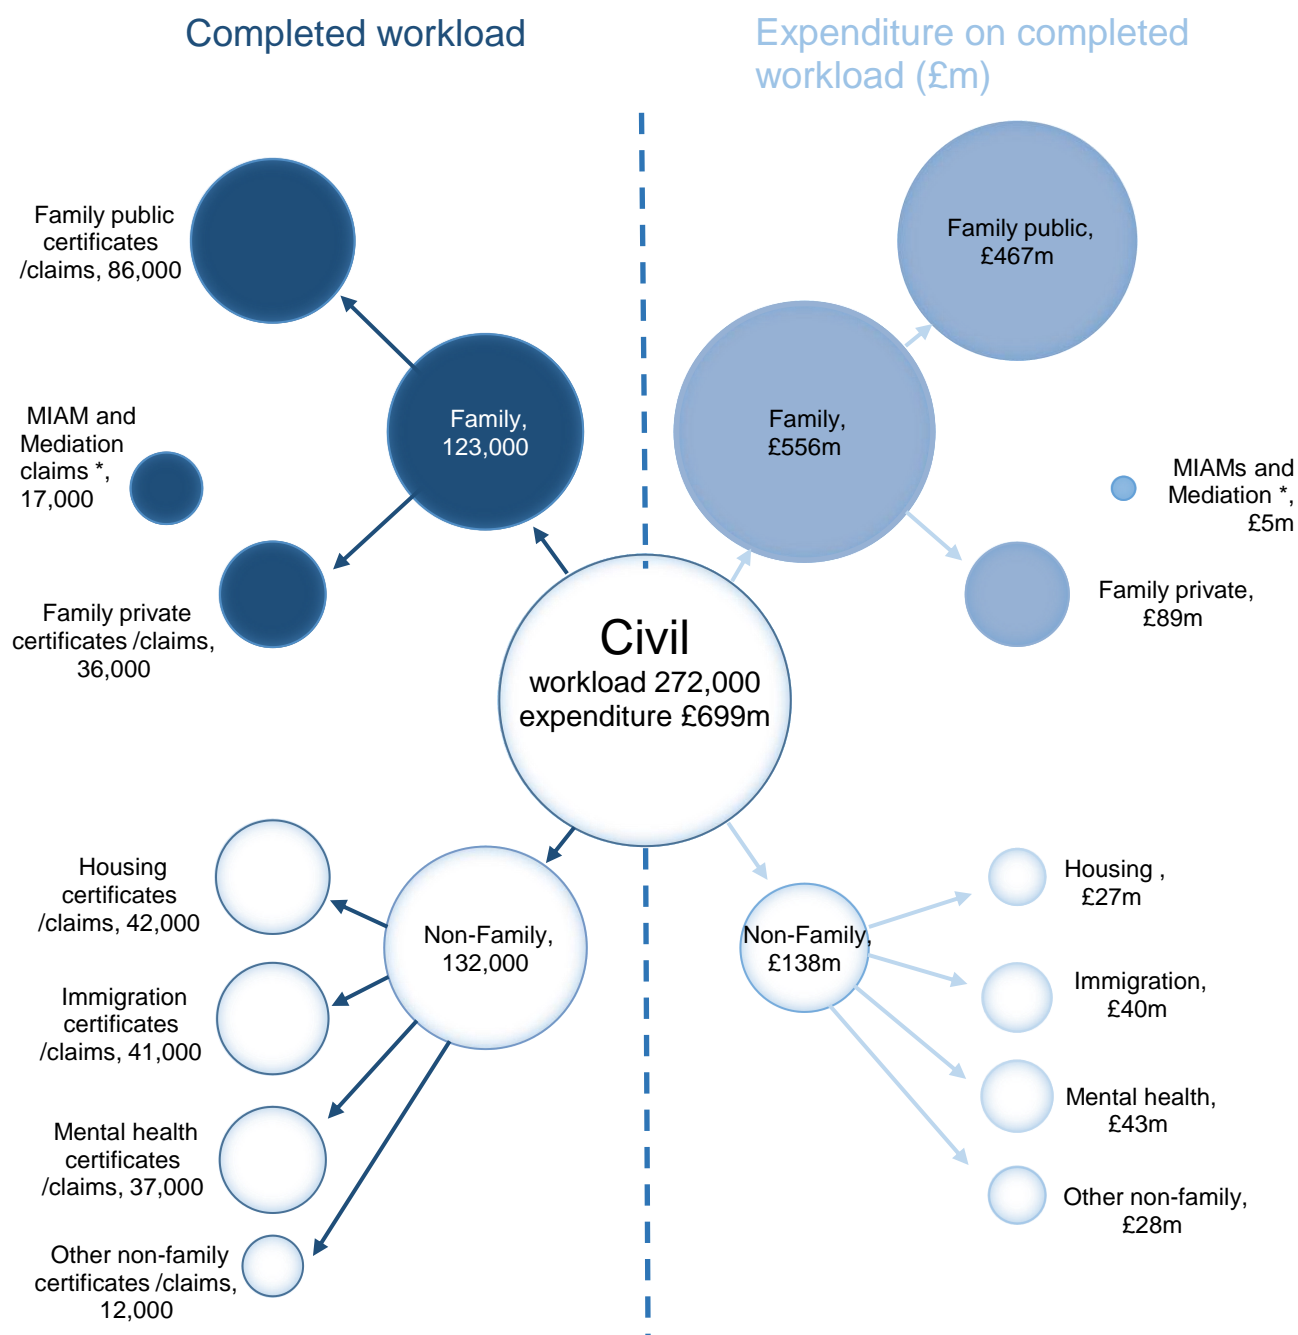 Completed workload
Expenditure on completed
workload (£m)
Family public
certificates
/claims, 86,000
Family public,
£467m
MIAM and
Mediation
claims *,
17,000
Family,
123,000
Family,
£556m
MIAMs and
Mediation *,
£5m
Family private
certificates /claims,
36,000
Family private,
£89m
Civil
workload 272,000
expenditure £699m
Housing
certificates
/claims, 42,000
Non-Family,
132,000
Non-Family,
£138m
Housing ,
£27m
Immigration
certificates
/claims, 41,000
Immigration,
£40m
Mental health
certificates
/claims, 37,000
Mental health,
£43m
Other non-family
certificates /claims,
12,000
Other non-family,
£28m